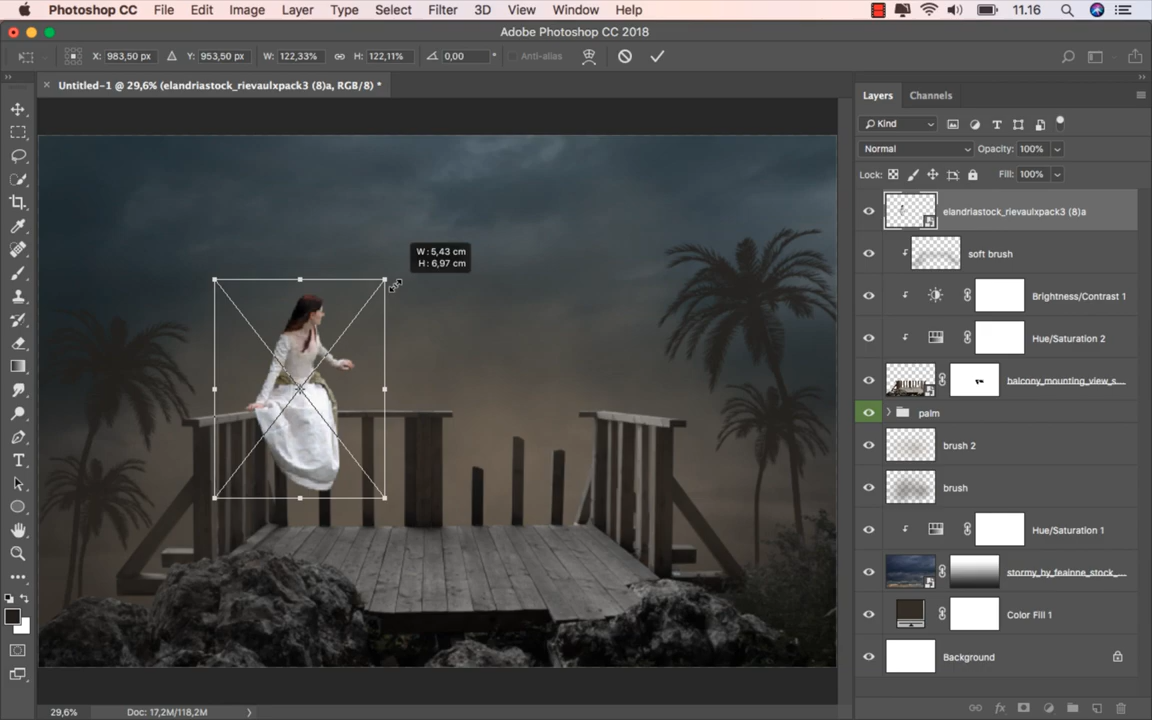 Photoshop CC File Edit Image Layer Type Select Filter 3D View Window Help 11.16
Adobe Photoshop CC 2018
X: 983,50 px Y: 953,50 px W: 122,33% H: 122,11% 0,00 ° Anti-alias
Untitled-1 @ 29,6% (elandriastock_rievaulxpack3 (8)a, RGB/8) *
Layers Channels
Kind
Normal Opacity: 100%
Lock: Fill: 100%
elandriastock_rievaulxpack3 (8)a
W: 5,43 cm
H: 6,97 cm
soft brush
Brightness/Contrast 1
Hue/Saturation 2
balcony_mounting_view_s...
palm
brush 2
brush
Hue/Saturation 1
stormy_by_feainne_stock_...
Color Fill 1
Background
29,6% Doc: 17,2M/118,2M
fx